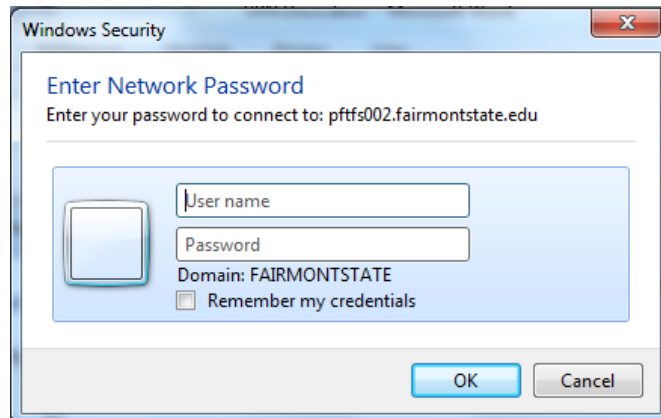 Windows Security
Enter Network Password
Enter your password to connect to: pftfs002.fairmontstate.edu
User name
Password
Domain: FAIRMONTSTATE
Remember my credentials
OK
Cancel